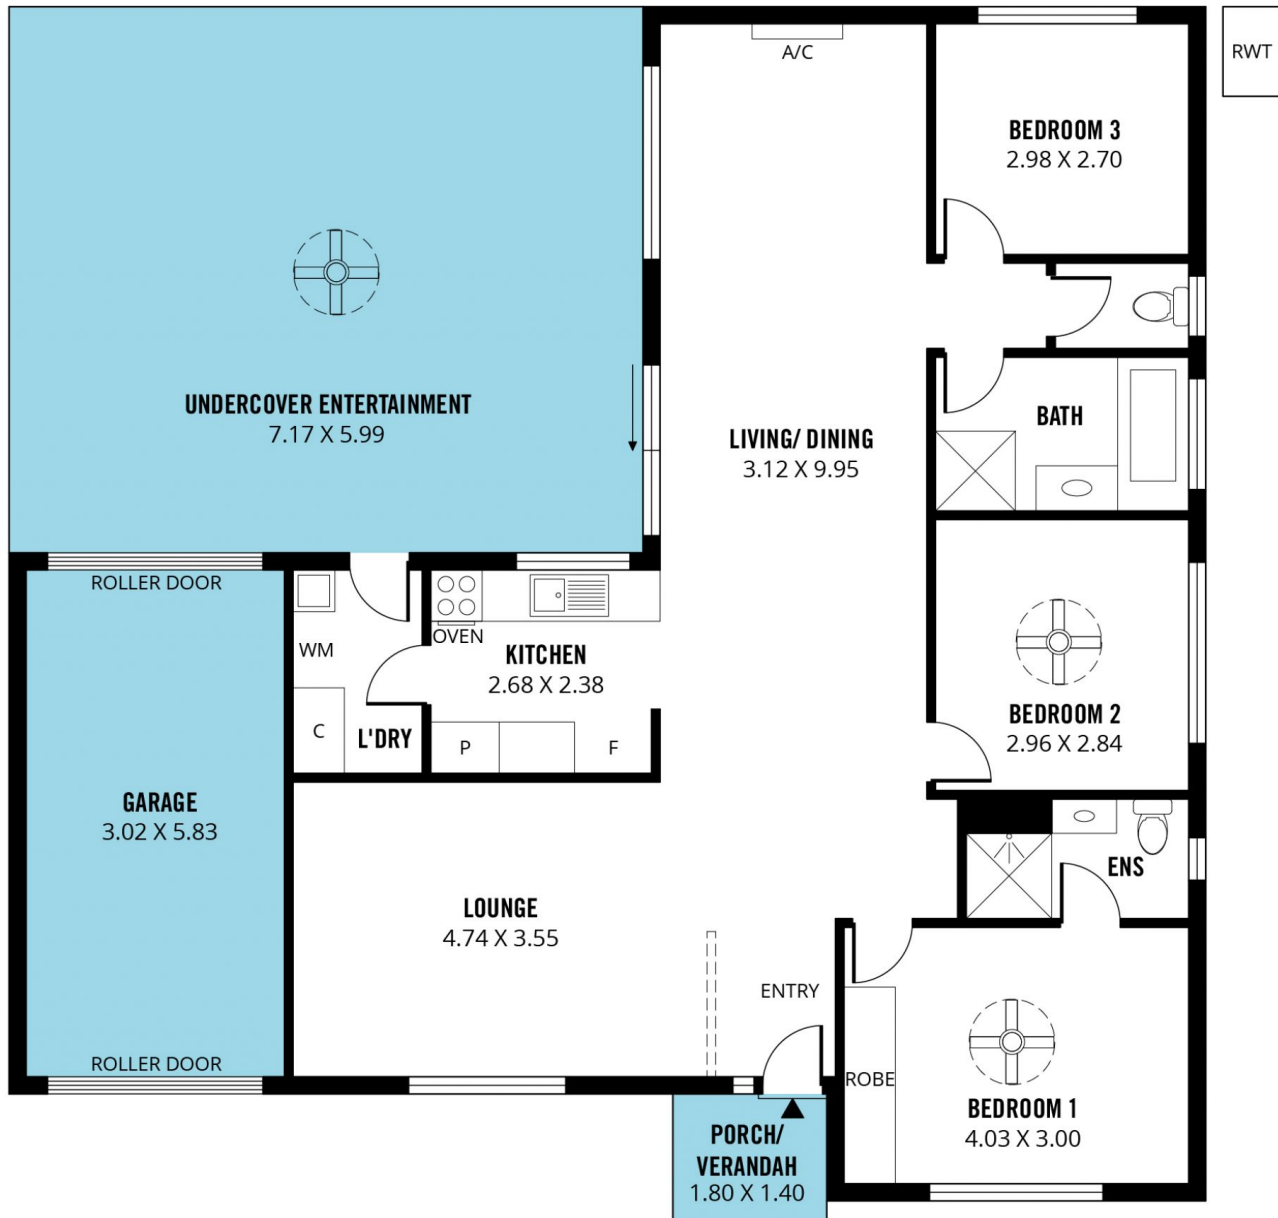 A/C
RWT
BEDROOM 3
2.98 X 2.70
UNDERCOVER ENTERTAINMENT
7.17 X 5.99
LIVING/ DINING
3.12 X 9.95
BATH
ROLLER DOOR
WM
OVEN
KITCHEN
2.68 X 2.38
C
L'DRY
P
F
BEDROOM 2
2.96 X 2.84
GARAGE
3.02 X 5.83
ENS
LOUNGE
4.74 X 3.55
ENTRY
ROLLER DOOR
ROBE
BEDROOM 1
4.03 X 3.00
PORCH/
VERANDAH
1.80 X 1.40